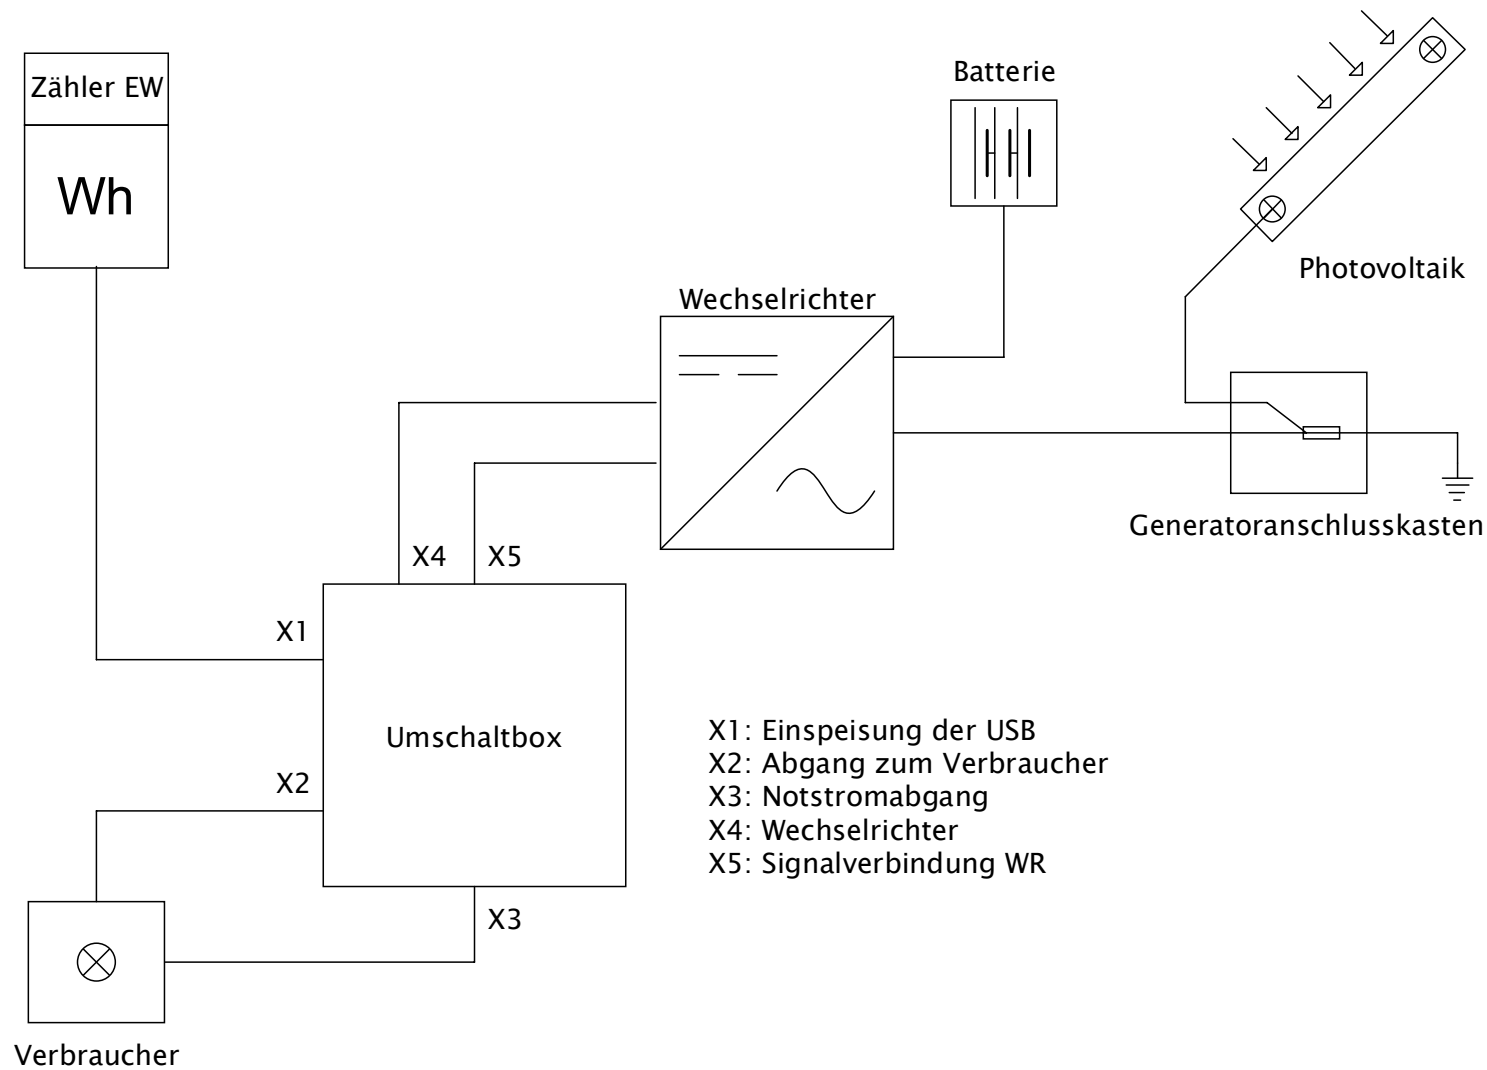 Batterie
Zähler EW
Wh
Photovoltaik
Wechselrichter
Generatoranschlusskasten
X4
X5
X1
Umschaltbox
X2
X1: Einspeisung der USB
X2: Abgang zum Verbraucher
X3: Notstromabgang
X4: Wechselrichter
X5: Signalverbindung WR
X3
Verbraucher